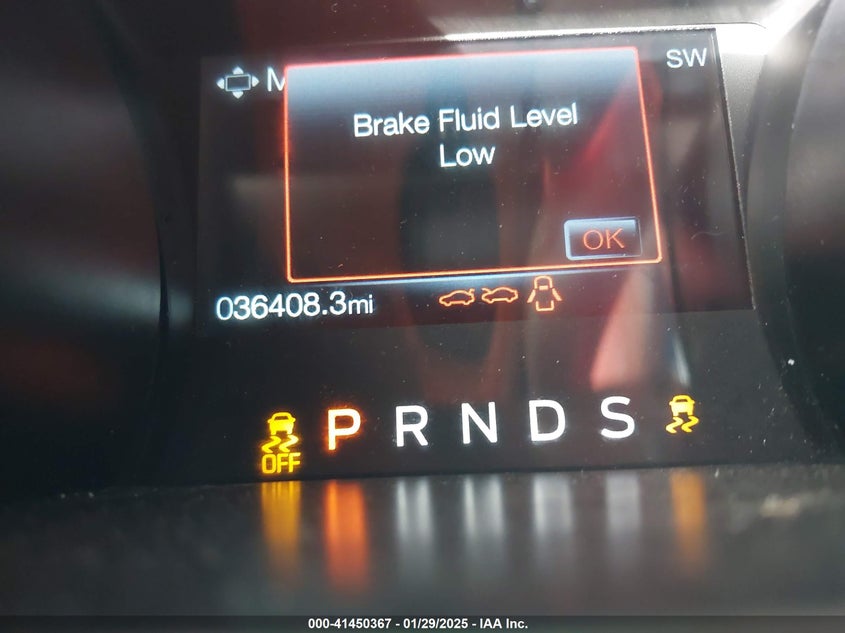 M
SW
Brake Fluid Level
Low
OK
036408.3mi
OFF
P R N D S
000-41450367 - 01/29/2025 - IAA Inc.